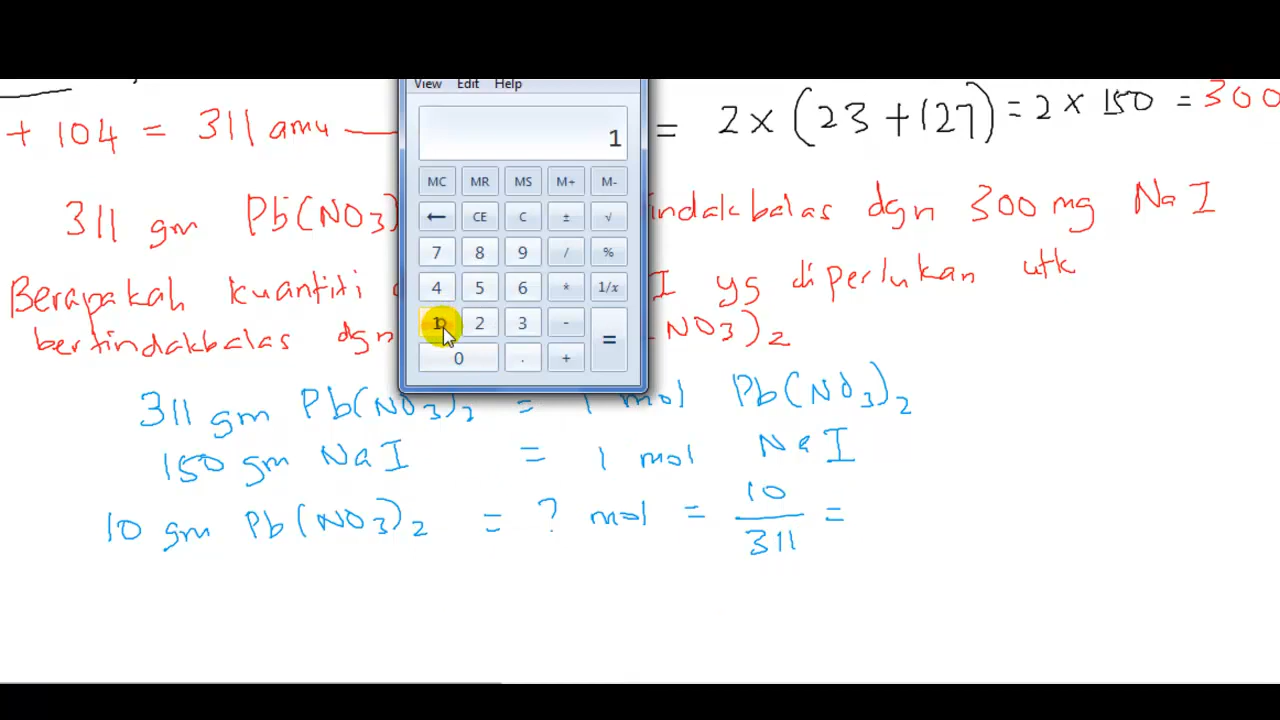 View Edit Help
+ 104 = 311 amu = 2 x (23 + 127) = 2 x 150 = 300
1
MC MR MS M+ M-
311 gm Pb(NO3) indakbalas dgn 300 mg NaI
← CE C ± √
7 8 9 / %
Berapakah kuantiti I yg diperlukan utk
4 5 6 * 1/x
bertindakbalas dgn NO3)2
1 2 3 - =
0 . +
311 gm Pb(NO3)2 = 1 mol Pb(NO3)2
150 gm NaI = 1 mol NaI
10 gm Pb(NO3)2 = ? mol = 10/311 =